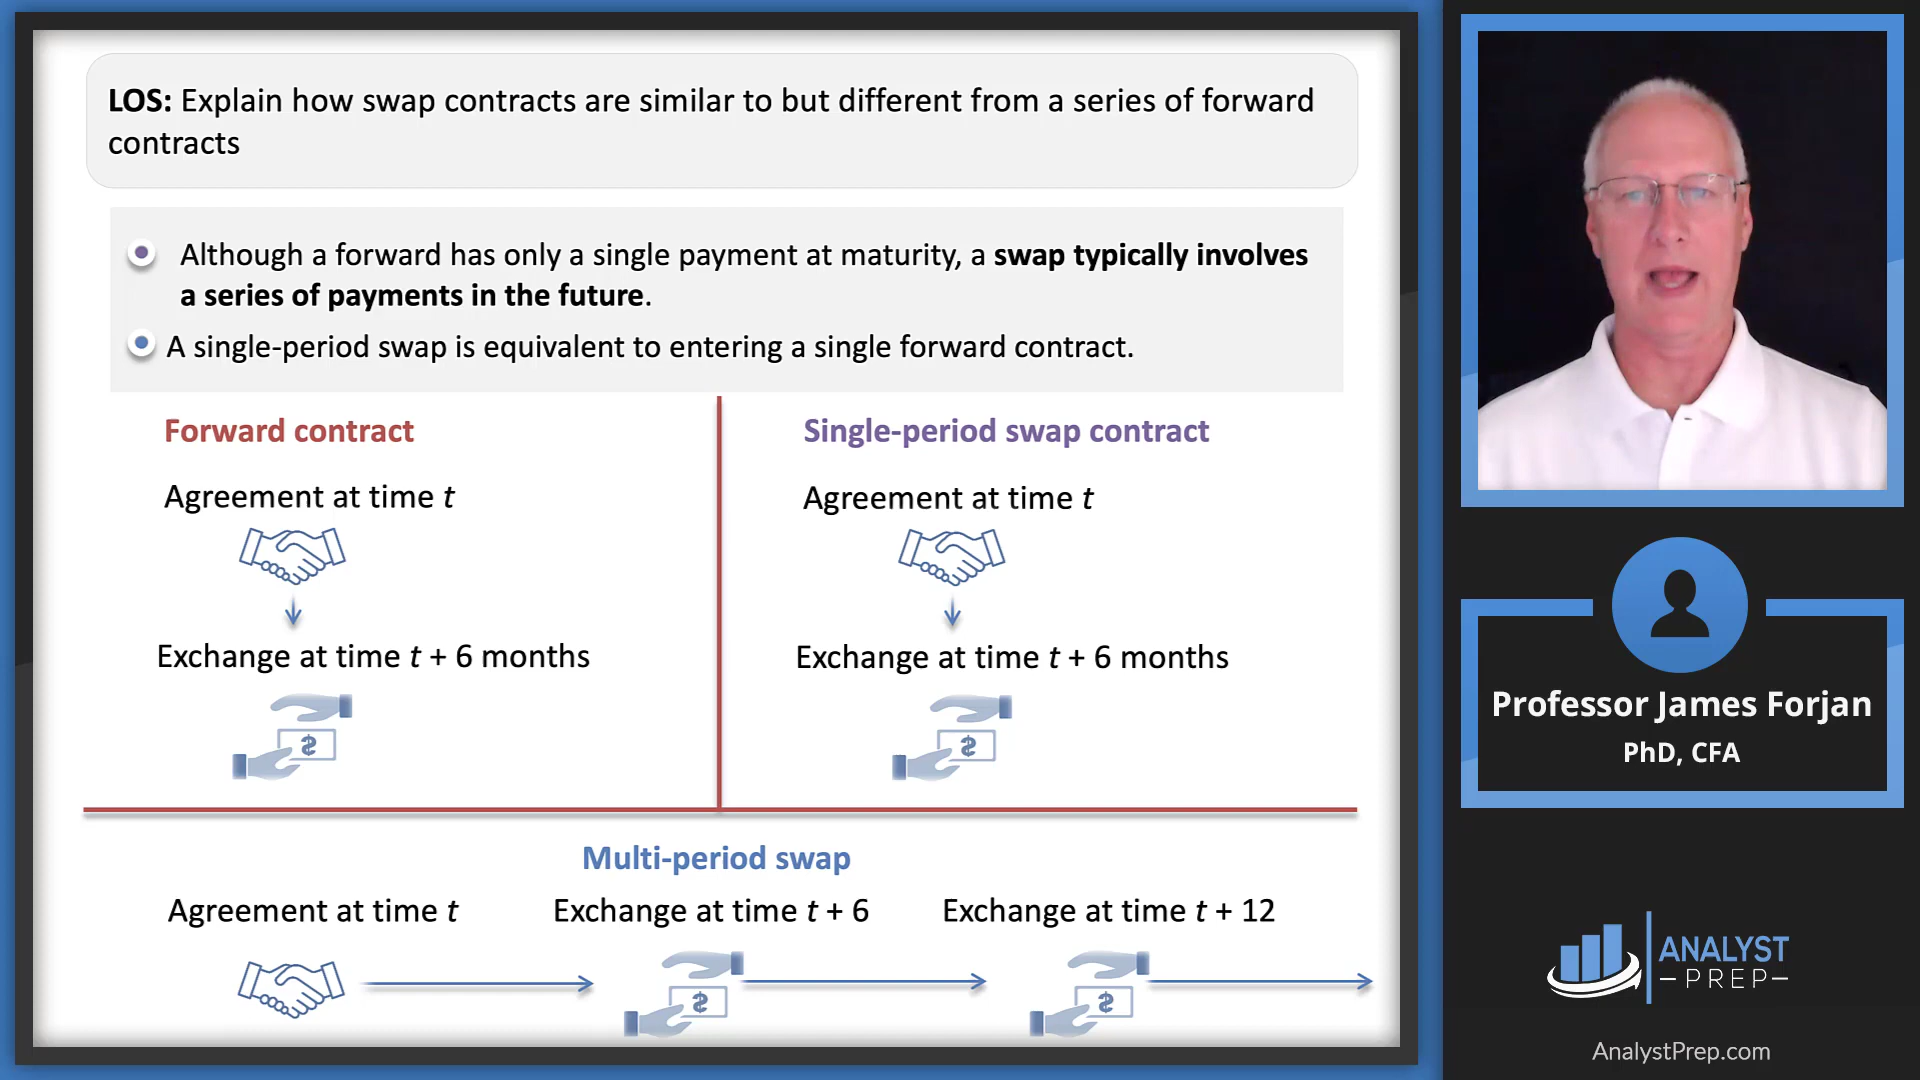 LOS: Explain how swap contracts are similar to but different from a series of forward
contracts
Although a forward has only a single payment at maturity, a swap typically involves
a series of payments in the future.
A single-period swap is equivalent to entering a single forward contract.
Forward contract
Agreement at time t
Exchange at time t + 6 months
$
Single-period swap contract
Agreement at time t
Exchange at time t + 6 months
$
Multi-period swap
Agreement at time t
Exchange at time t + 6
Exchange at time t + 12
$
$
Professor James Forjan
PhD, CFA
ANALYST
PREP
AnalystPrep.com